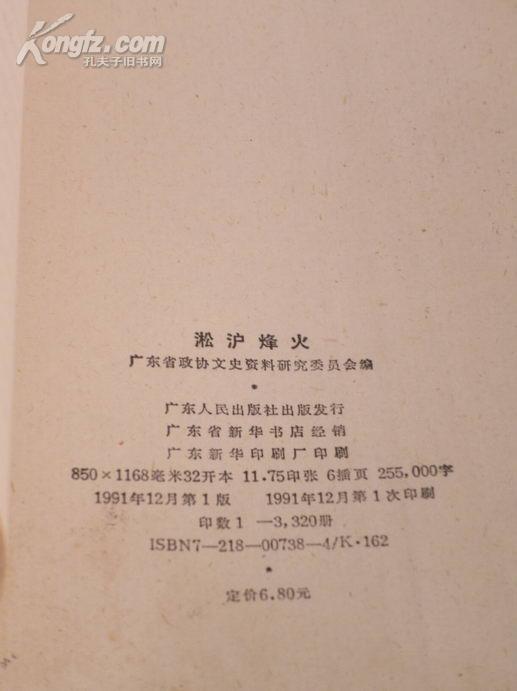 Kongfz.com
孔夫子旧书网
淞沪烽火
广东省政协文史资料研究委员会编
*
广东人民出版社出版发行
广东省新华书店经销
广东新华印刷厂印刷
850×1168毫米32开本 11.75印张 6插页 255,000字
1991年12月第1版 1991年12月第1次印刷
印数1—3,320册
ISBN7—218—00738—4/K·162
*
定价6.80元